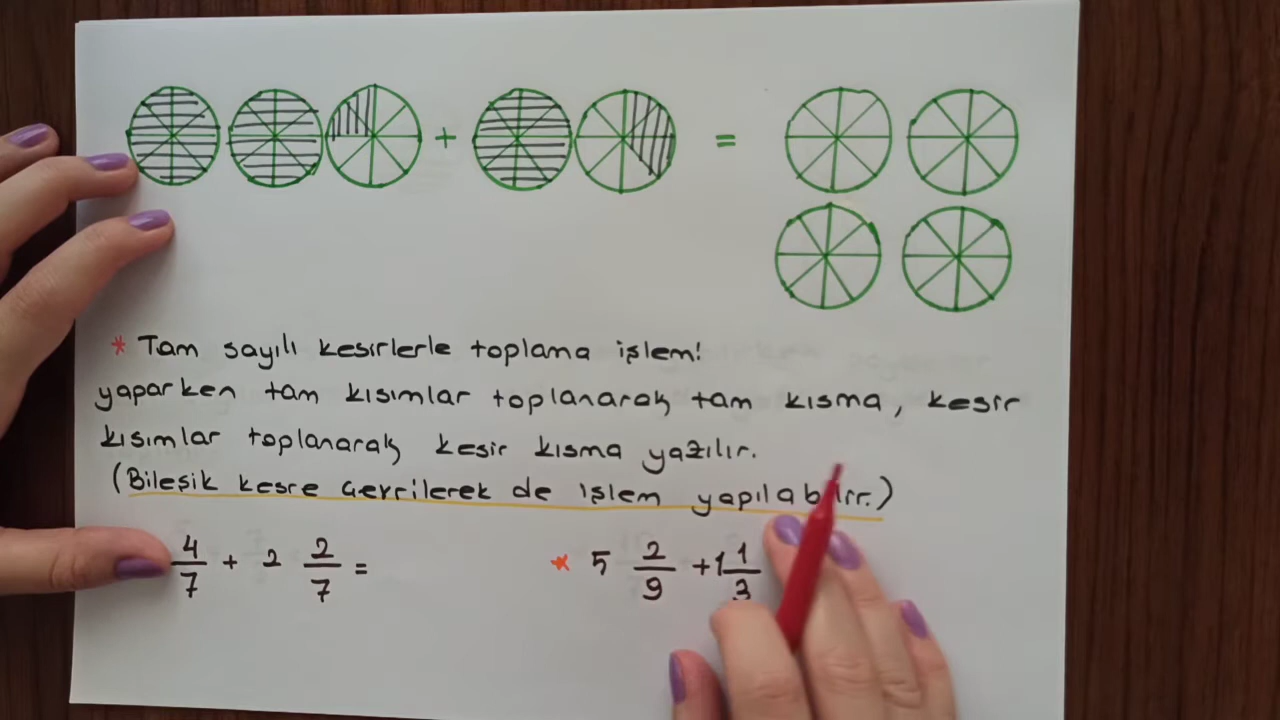 + =
* Tam sayılı kesirlerle toplama işlemi
yaparken tam kısımlar toplanarak tam kısma, kesir
kısımlar toplanarak kesir kısma yazılır.
(Bileşik kesre çevrilerek de işlem yapılabilir.)
4/7 + 2 2/7 =
* 5 2/9 + 1 1/3